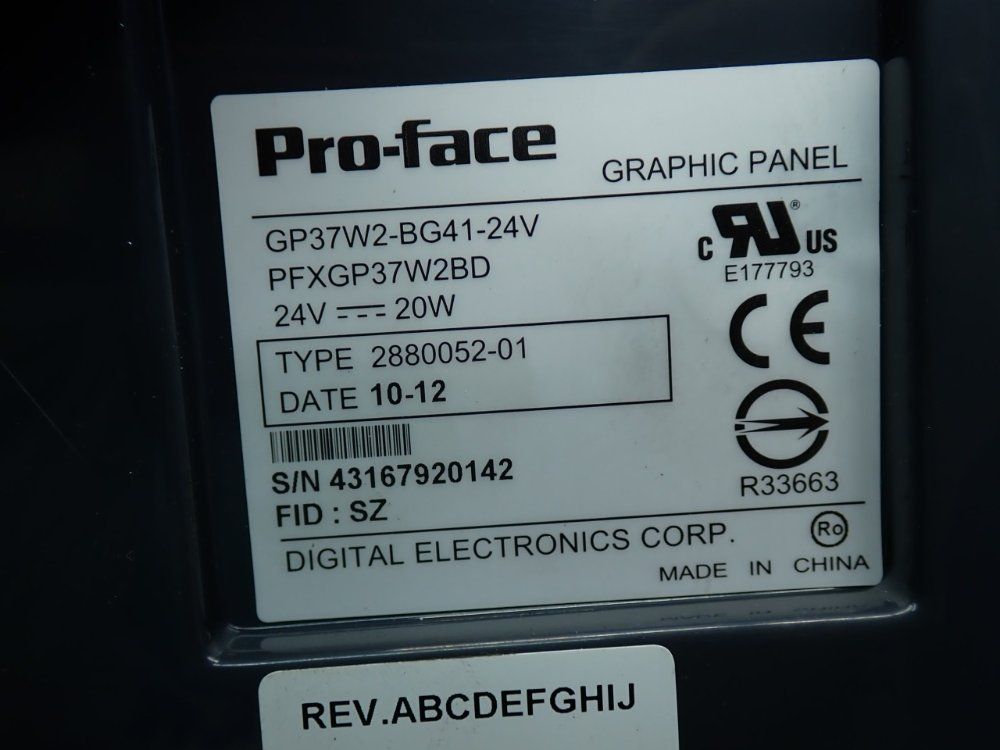 Pro-face
GRAPHIC PANEL
GP37W2-BG41-24V
PFXGP37W2BD
24V ⎓ 20W
TYPE 2880052-01
DATE 10-12
S/N 43167920142
FID : SZ
c RU® US
E177793
CE
R33663
DIGITAL ELECTRONICS CORP.
Ro
MADE IN CHINA
REV.ABCDEFGHIJ